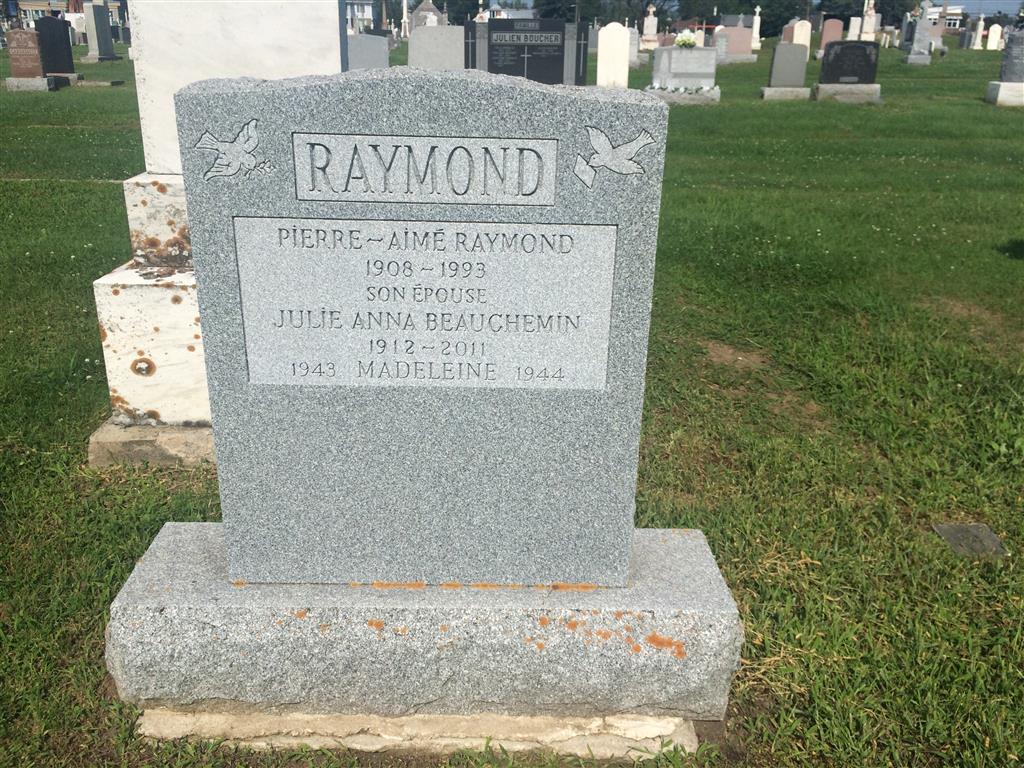 JULIEN BOUCHER
RAYMOND
PIERRE-AIMÉ RAYMOND
1908-1993
SON ÉPOUSE
JULIE ANNA BEAUCHEMIN
1912-2011
1943 MADELEINE 1944